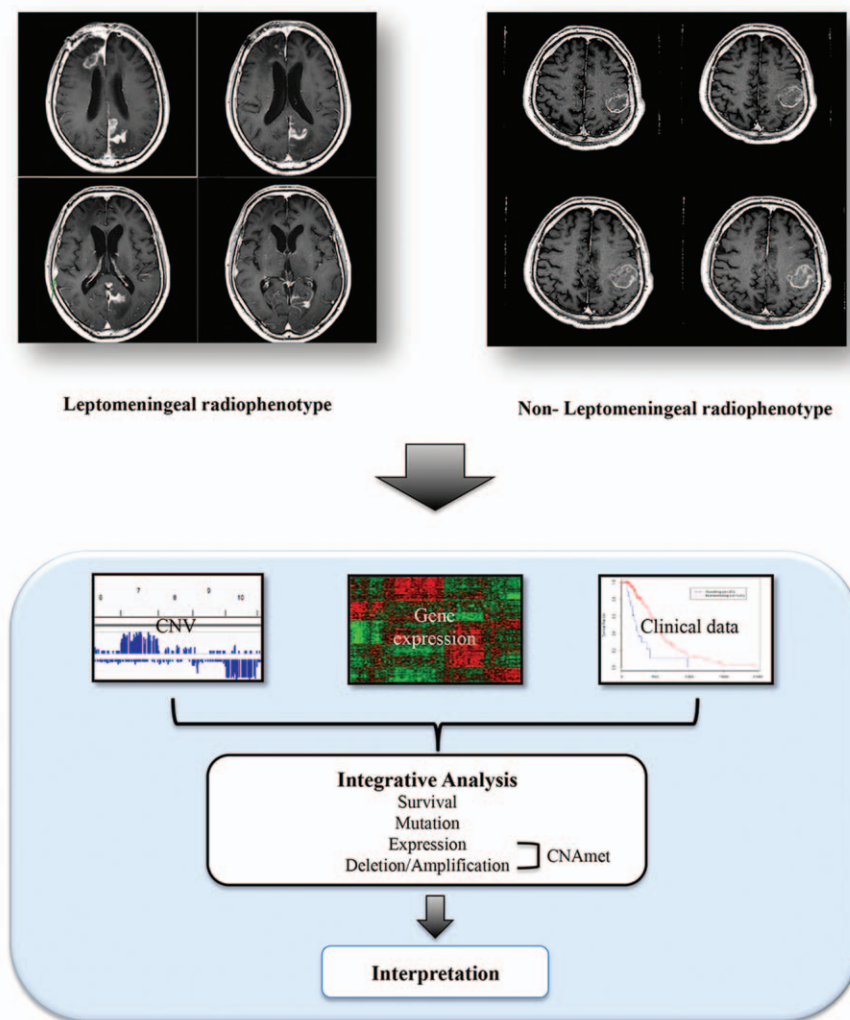 Leptomeningeal radiophenotype
Non- Leptomeningeal radiophenotype
6 7 8 9 10
CNV
Gene
expression
Clinical data
Integrative Analysis
Survival
Mutation
Expression
Deletion/Amplification
CNAmet
Interpretation